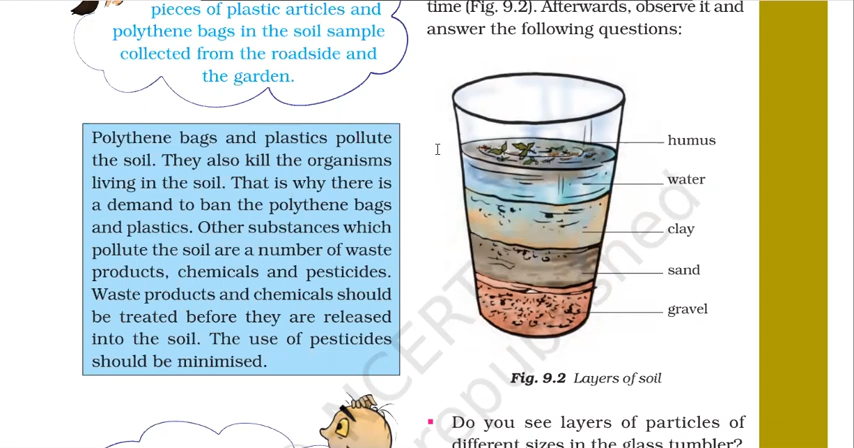 pieces of plastic articles and
polythene bags in the soil sample
collected from the roadside and
the garden.
Polythene bags and plastics pollute
the soil. They also kill the organisms
living in the soil. That is why there is
a demand to ban the polythene bags
and plastics. Other substances which
pollute the soil are a number of waste
products, chemicals and pesticides.
Waste products and chemicals should
be treated before they are released
into the soil. The use of pesticides
should be minimised.
time (Fig. 9.2). Afterwards, observe it and
answer the following questions:
humus
water
clay
sand
gravel
Fig. 9.2 Layers of soil
▪ Do you see layers of particles of
different sizes in the glass tumbler?
NCERT
republished